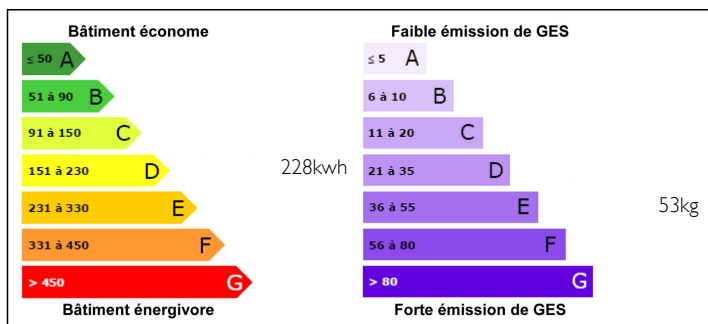 Bâtiment économe
≤ 50 A
51 à 90 B
91 à 150 C
151 à 230 D
228kwh
231 à 330 E
331 à 450 F
> 450 G
Bâtiment énergivore
Faible émission de GES
≤ 5 A
6 à 10 B
11 à 20 C
21 à 35 D
36 à 55 E
53kg
56 à 80 F
> 80 G
Forte émission de GES